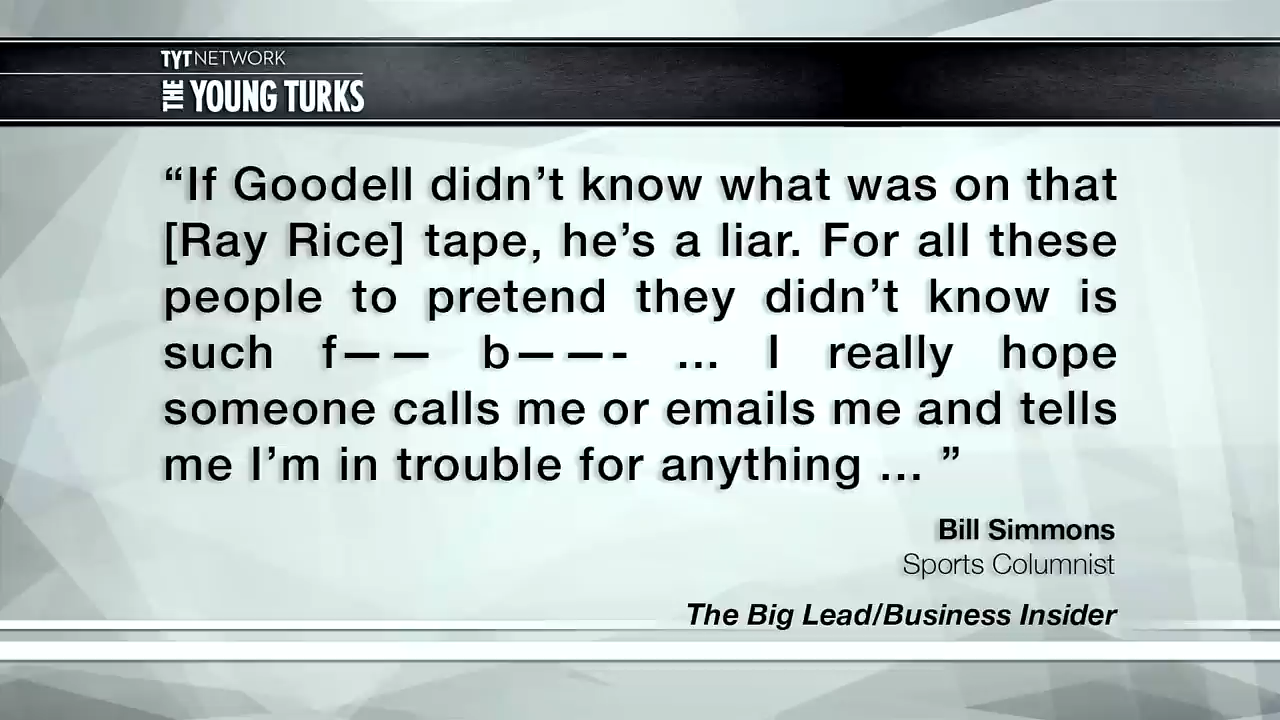 TYTNETWORK
THE YOUNG TURKS
“If Goodell didn’t know what was on that
[Ray Rice] tape, he’s a liar. For all these
people to pretend they didn’t know is
such f—— b——- ... I really hope
someone calls me or emails me and tells
me I’m in trouble for anything ... ”
Bill Simmons
Sports Columnist
The Big Lead/Business Insider